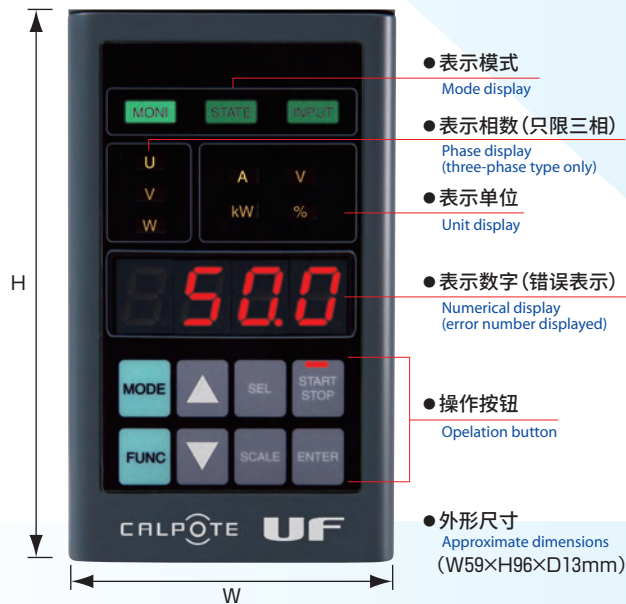 MONI STATE INPUT
U
V
W
A V
kW %
50.0
MODE ▲ SEL START STOP
FUNC ▼ SCALE ENTER
CALPOTE UF
H
W
●表示模式
Mode display
●表示相数(只限三相)
Phase display
(three-phase type only)
●表示单位
Unit display
●表示数字(错误表示)
Numerical display
(error number displayed)
●操作按钮
Opelation button
●外形尺寸
Approximate dimensions
(W59×H96×D13mm)